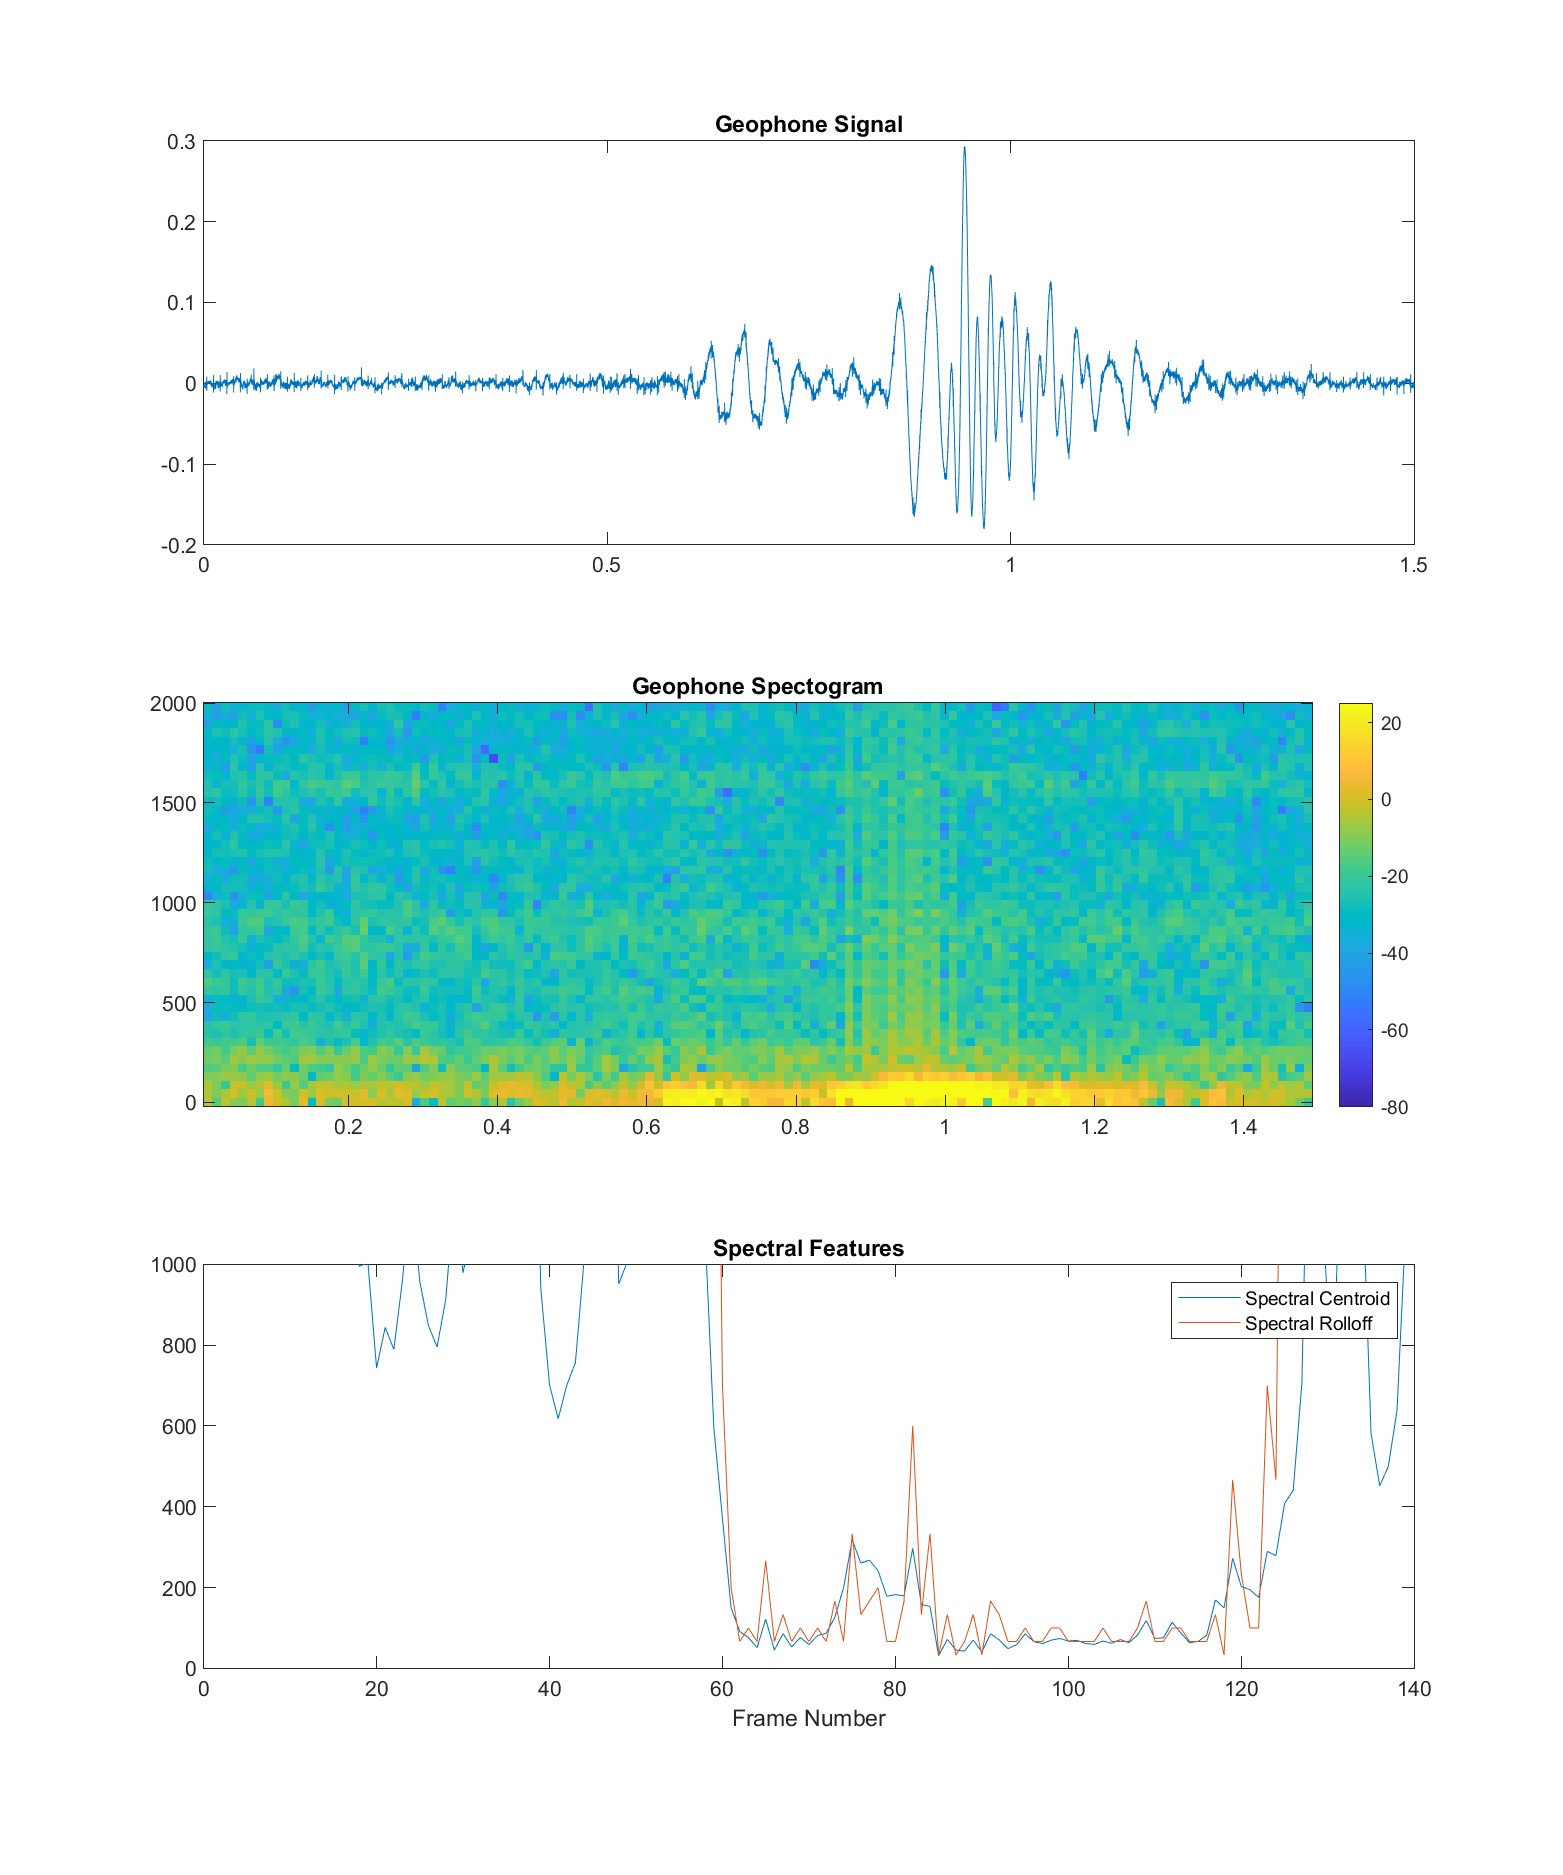 Geophone Signal
0.3
0.2
0.1
0
-0.1
-0.2
0 0.5 1 1.5
Geophone Spectogram
2000
1500
1000
500
0
0.2 0.4 0.6 0.8 1 1.2 1.4
20
0
-20
-40
-60
-80
Spectral Features
1000
800
600
400
200
0
0 20 40 60 80 100 120 140
Frame Number
Spectral Centroid
Spectral Rolloff